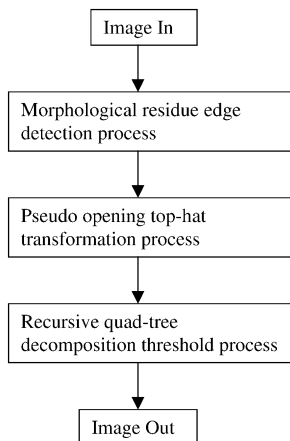 Image In
Morphological residue edge
detection process
Pseudo opening top-hat
transformation process
Recursive quad-tree
decomposition threshold process
Image Out